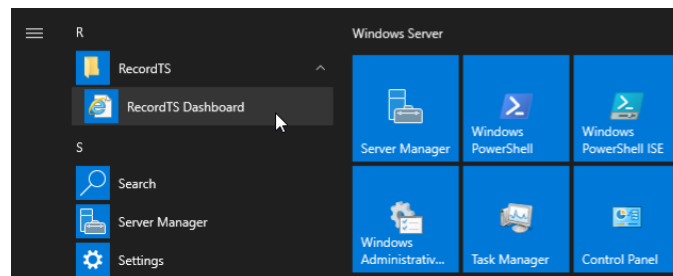 R
RecordTS
RecordTS Dashboard
S
Search
Server Manager
Settings
Windows Server
Server Manager
Windows
PowerShell
Windows
PowerShell ISE
Windows
Administrativ...
Task Manager
Control Panel